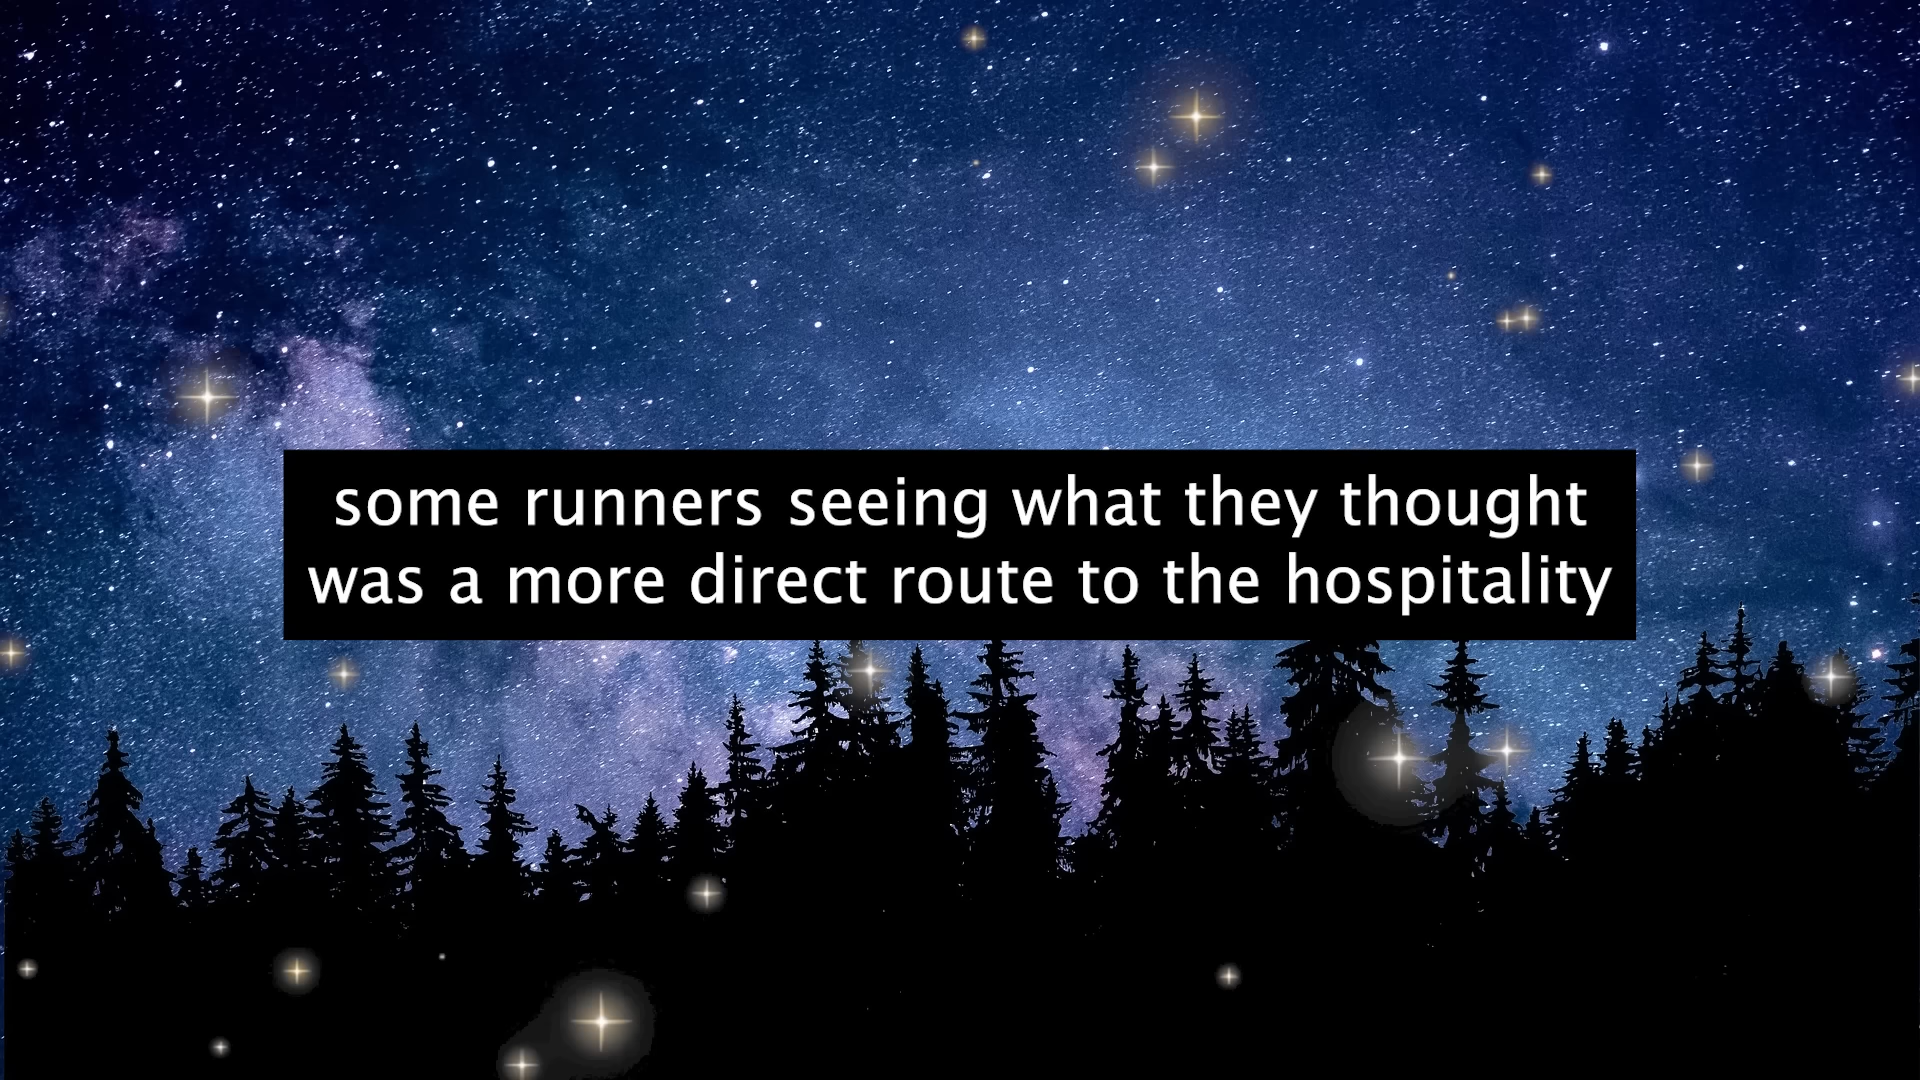 some runners seeing what they thought
was a more direct route to the hospitality